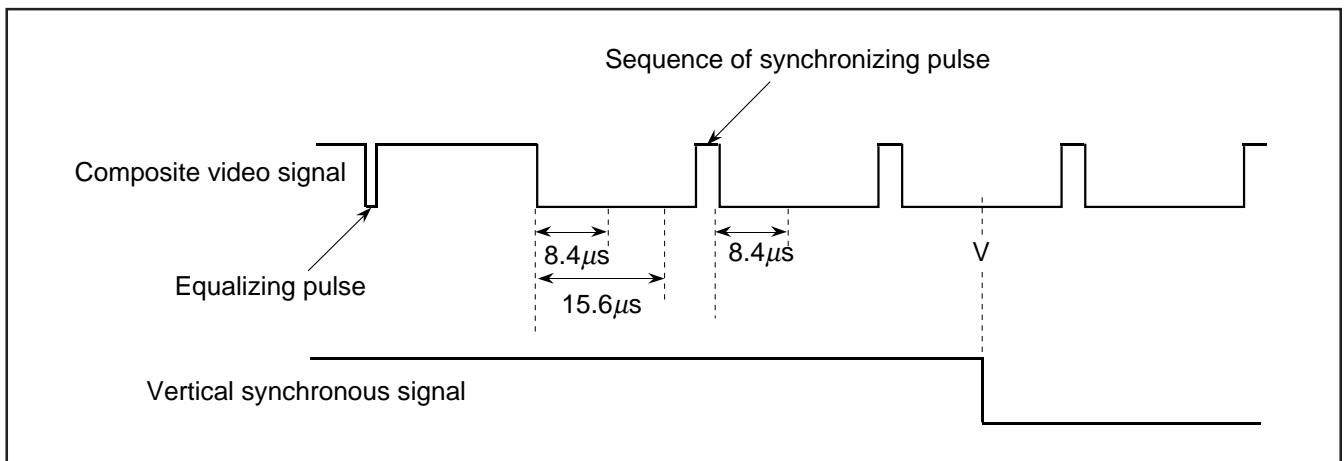 Sequence of synchronizing pulse
Composite video signal
8.4μs
8.4μs
V
Equalizing pulse
15.6μs
Vertical synchronous signal